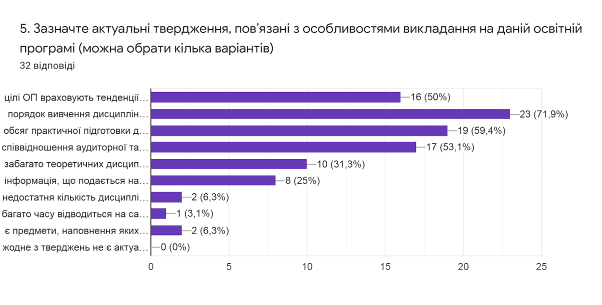 5. Зазначте актуальні твердження, пов’язані з особливостями викладання на даній освітній
програмі (можна обрати кілька варіантів)
32 відповіді
цілі ОП враховують тенденції… 16 (50%)
порядок вивчення дисциплін… 23 (71,9%)
обсяг практичної підготовки д… 19 (59,4%)
співвідношення аудиторної та… 17 (53,1%)
забагато теоретичних дисцип… 10 (31,3%)
інформація, що подається на… 8 (25%)
недостатня кількість дисциплі… 2 (6,3%)
багато часу відводиться на са… 1 (3,1%)
є предмети, наповнення яких… 2 (6,3%)
жодне з тверджень не є актуа… 0 (0%)
0 5 10 15 20 25